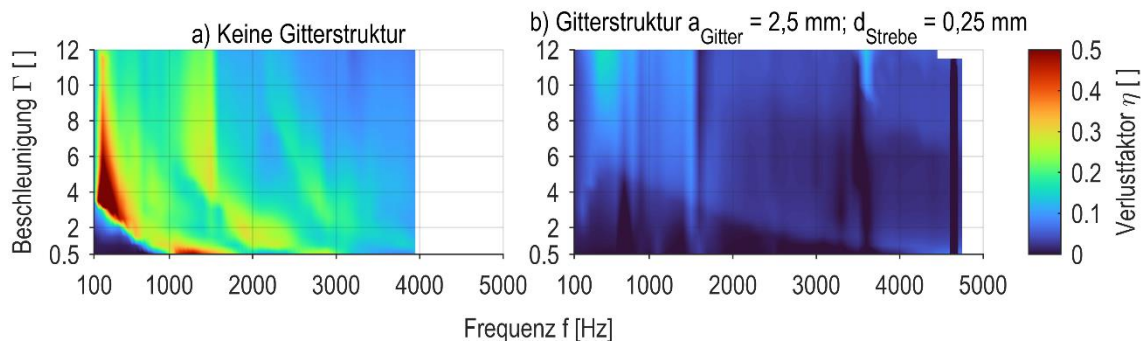 a) Keine Gitterstruktur
b) Gitterstruktur a_Gitter = 2,5 mm; d_Strebe = 0,25 mm
Beschleunigung Γ [ ]
12
10
8
6
4
2
0.5
100 1000 2000 3000 4000 5000
12
10
8
6
4
2
0.5
100 1000 2000 3000 4000 5000
0.5
0.4
0.3
0.2
0.1
0
Verlustfaktor η [ ]
Frequenz f [Hz]